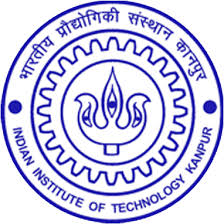 भारतीय प्रौद्योगिकी संस्थान कानपुर
INDIAN INSTITUTE OF TECHNOLOGY KANPUR